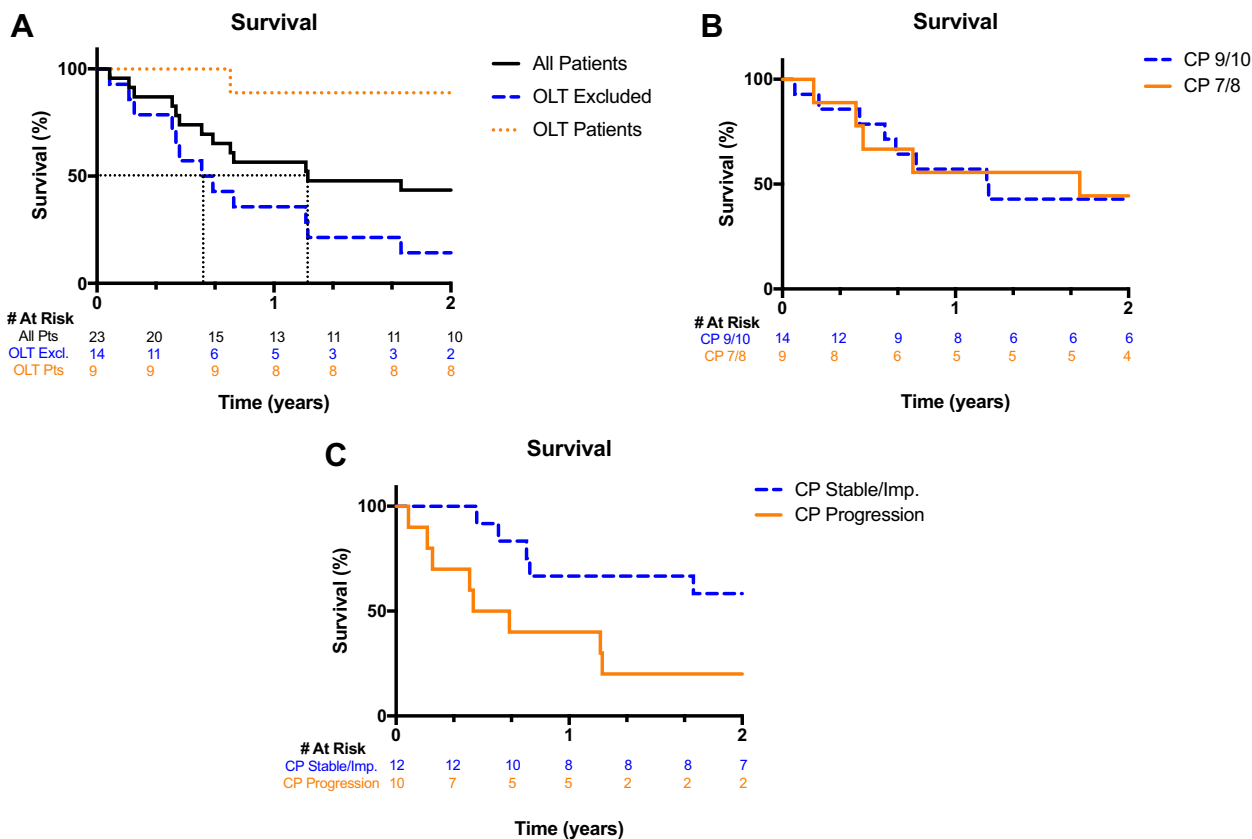 A
Survival
All Patients
OLT Excluded
OLT Patients
Survival (%)
100
50
0
0 1 2
# At Risk
All Pts 23 20 15 13 11 11 10
OLT Excl. 14 11 6 5 3 3 2
OLT Pts 9 9 9 8 8 8 8
Time (years)
B
Survival
CP 9/10
CP 7/8
Survival (%)
100
50
0
0 1 2
# At Risk
CP 9/10 14 12 9 8 6 6 6
CP 7/8 9 8 6 5 5 5 4
Time (years)
C
Survival
CP Stable/Imp.
CP Progression
Survival (%)
100
50
0
0 1 2
# At Risk
CP Stable/Imp. 12 12 10 8 8 8 7
CP Progression 10 7 5 5 2 2 2
Time (years)